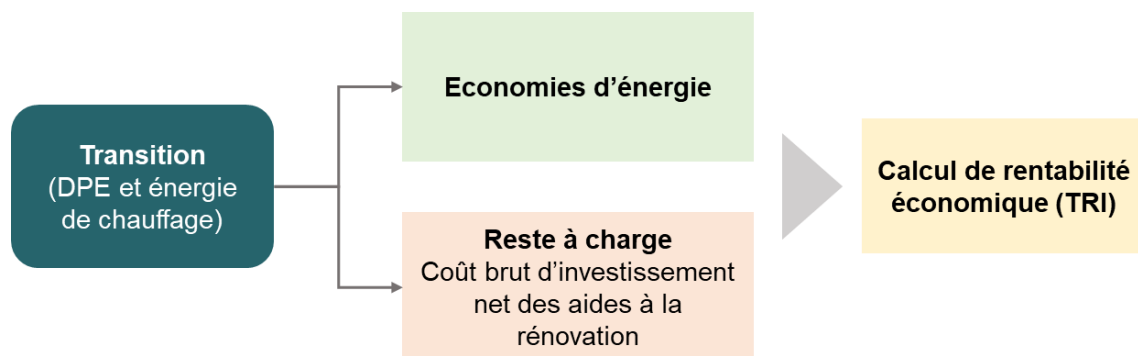 Transition
(DPE et énergie
de chauffage)
Economies d’énergie
Reste à charge
Coût brut d’investissement
net des aides à la
rénovation
Calcul de rentabilité
économique (TRI)